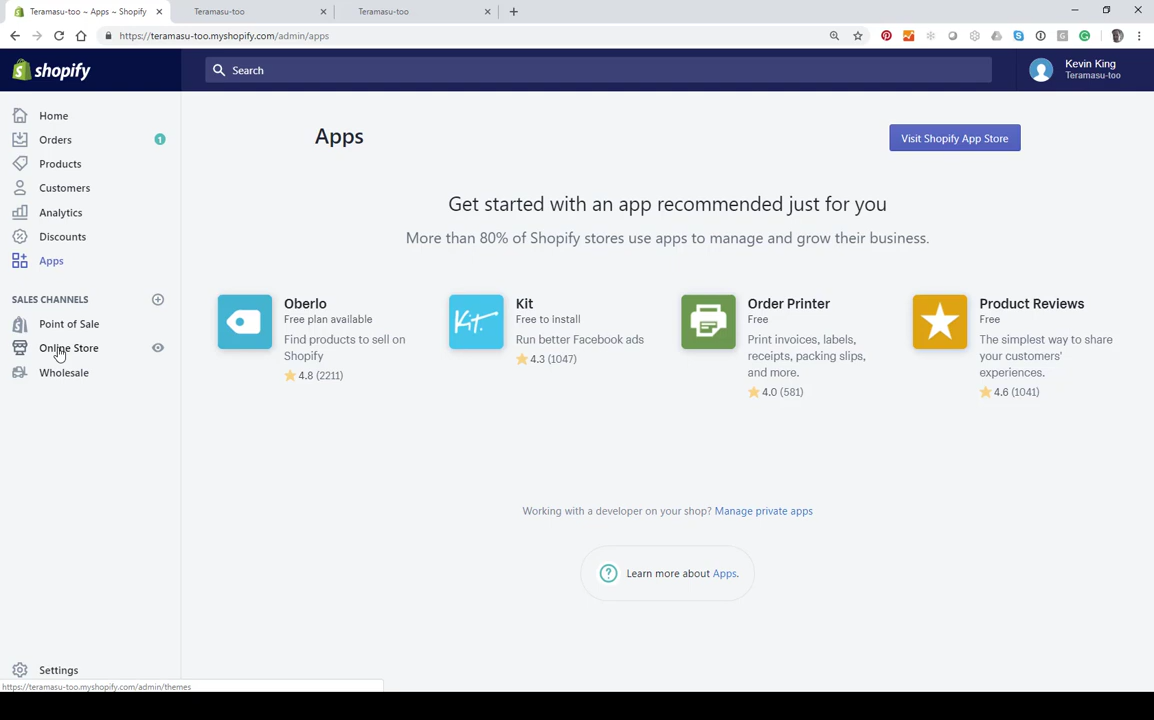 Teramasu-too ~ Apps ~ Shopify
Teramasu-too
Teramasu-too
https://teramasu-too.myshopify.com/admin/apps
shopify
Search
Kevin King
Teramasu-too
Home
Orders 1
Products
Customers
Analytics
Discounts
Apps
SALES CHANNELS
Point of Sale
Online Store
Wholesale
Settings
Apps
Visit Shopify App Store
Get started with an app recommended just for you
More than 80% of Shopify stores use apps to manage and grow their business.
Oberlo
Free plan available
Find products to sell on
Shopify
4.8 (2211)
Kit.
Kit
Free to install
Run better Facebook ads
4.3 (1047)
Order Printer
Free
Print invoices, labels,
receipts, packing slips,
and more.
4.0 (581)
Product Reviews
Free
The simplest way to share
your customers'
experiences.
4.6 (1041)
Working with a developer on your shop? Manage private apps
Learn more about Apps.
https://teramasu-too.myshopify.com/admin/themes